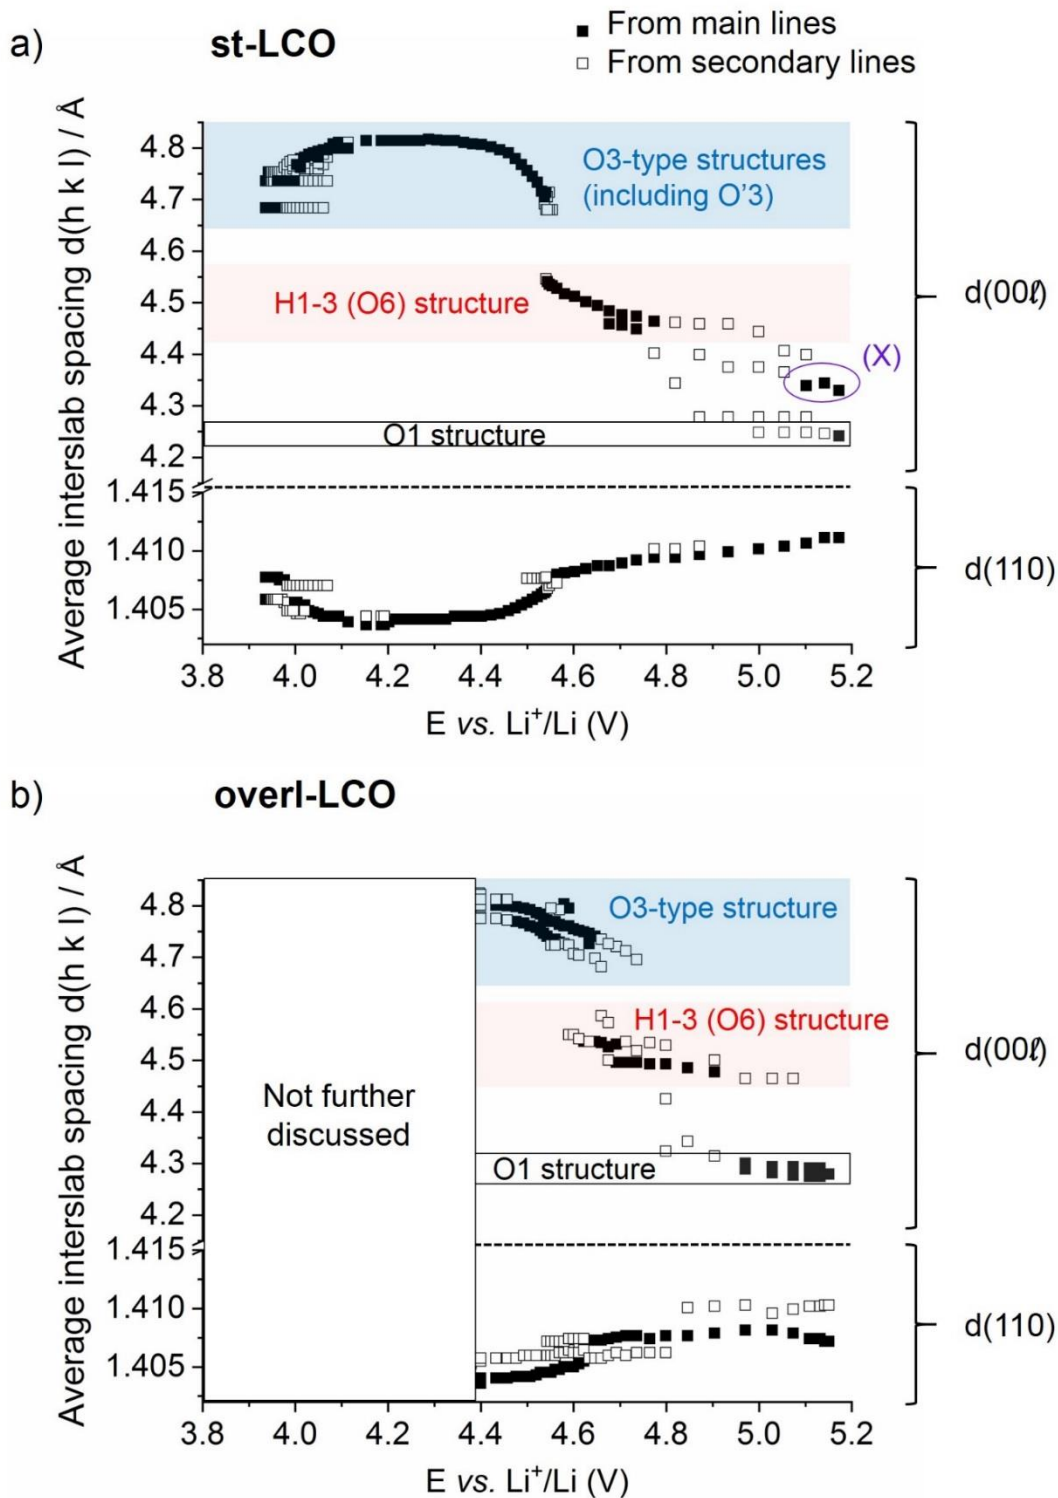 a)
st-LCO
From main lines
From secondary lines
Average interslab spacing d(h k l) / Å
4.8
4.7
4.6
4.5
4.4
4.3
4.2
1.415
1.410
1.405
O3-type structures
(including O'3)
H1-3 (O6) structure
(X)
O1 structure
d(00ℓ)
d(110)
3.8 4.0 4.2 4.4 4.6 4.8 5.0 5.2
E vs. Li⁺/Li (V)
b)
overl-LCO
Average interslab spacing d(h k l) / Å
4.8
4.7
4.6
4.5
4.4
4.3
4.2
1.415
1.410
1.405
Not further
discussed
O3-type structure
H1-3 (O6) structure
O1 structure
d(00ℓ)
d(110)
3.8 4.0 4.2 4.4 4.6 4.8 5.0 5.2
E vs. Li⁺/Li (V)